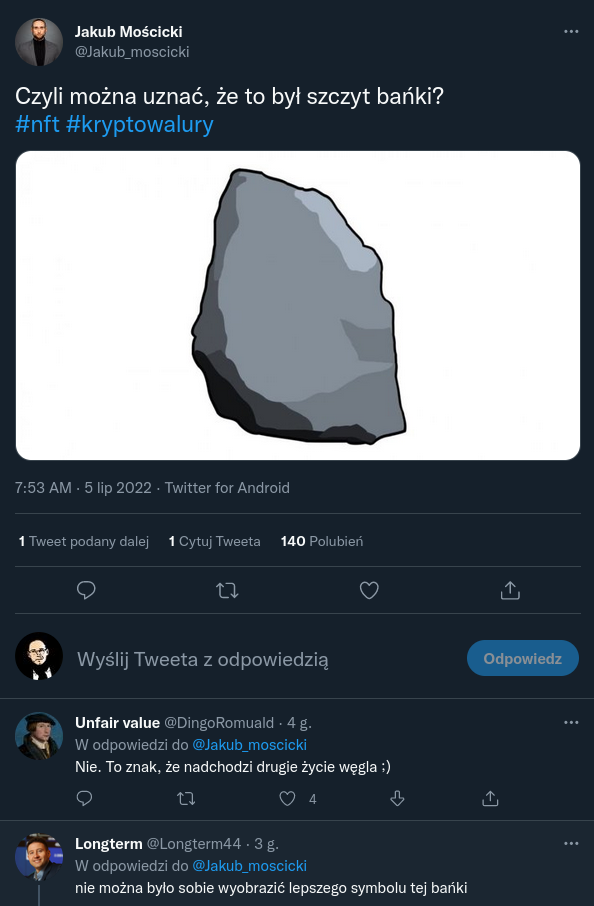 Jakub Mościcki
@Jakub_moscicki
Czyli można uznać, że to był szczyt bańki?
#nft #kryptowalury
7:53 AM · 5 lip 2022 · Twitter for Android
1 Tweet podany dalej 1 Cytuj Tweeta 140 Polubień
Wyślij Tweeta z odpowiedzią
Odpowiedz
Unfair value @DingoRomuald · 4 g.
W odpowiedzi do @Jakub_moscicki
Nie. To znak, że nadchodzi drugie życie węgla ;)
4
Longterm @Longterm44 · 3 g.
W odpowiedzi do @Jakub_moscicki
nie można było sobie wyobrazić lepszego symbolu tej bańki